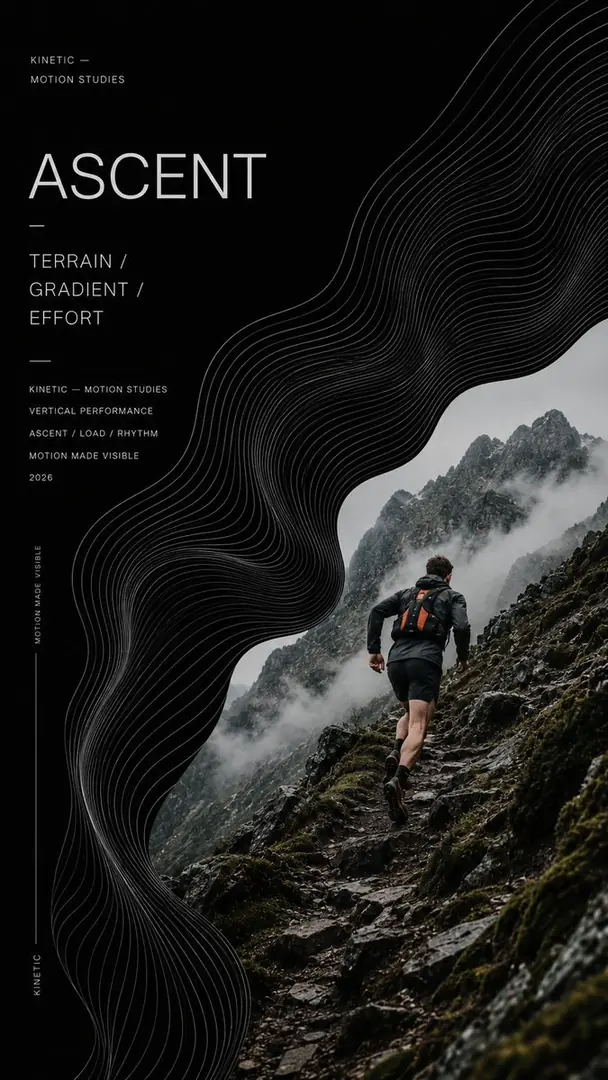 KINETIC —
MOTION STUDIES
ASCENT
TERRAIN /
GRADIENT /
EFFORT
KINETIC — MOTION STUDIES
VERTICAL PERFORMANCE
ASCENT / LOAD / RHYTHM
MOTION MADE VISIBLE
2026
MOTION MADE VISIBLE
KINETIC